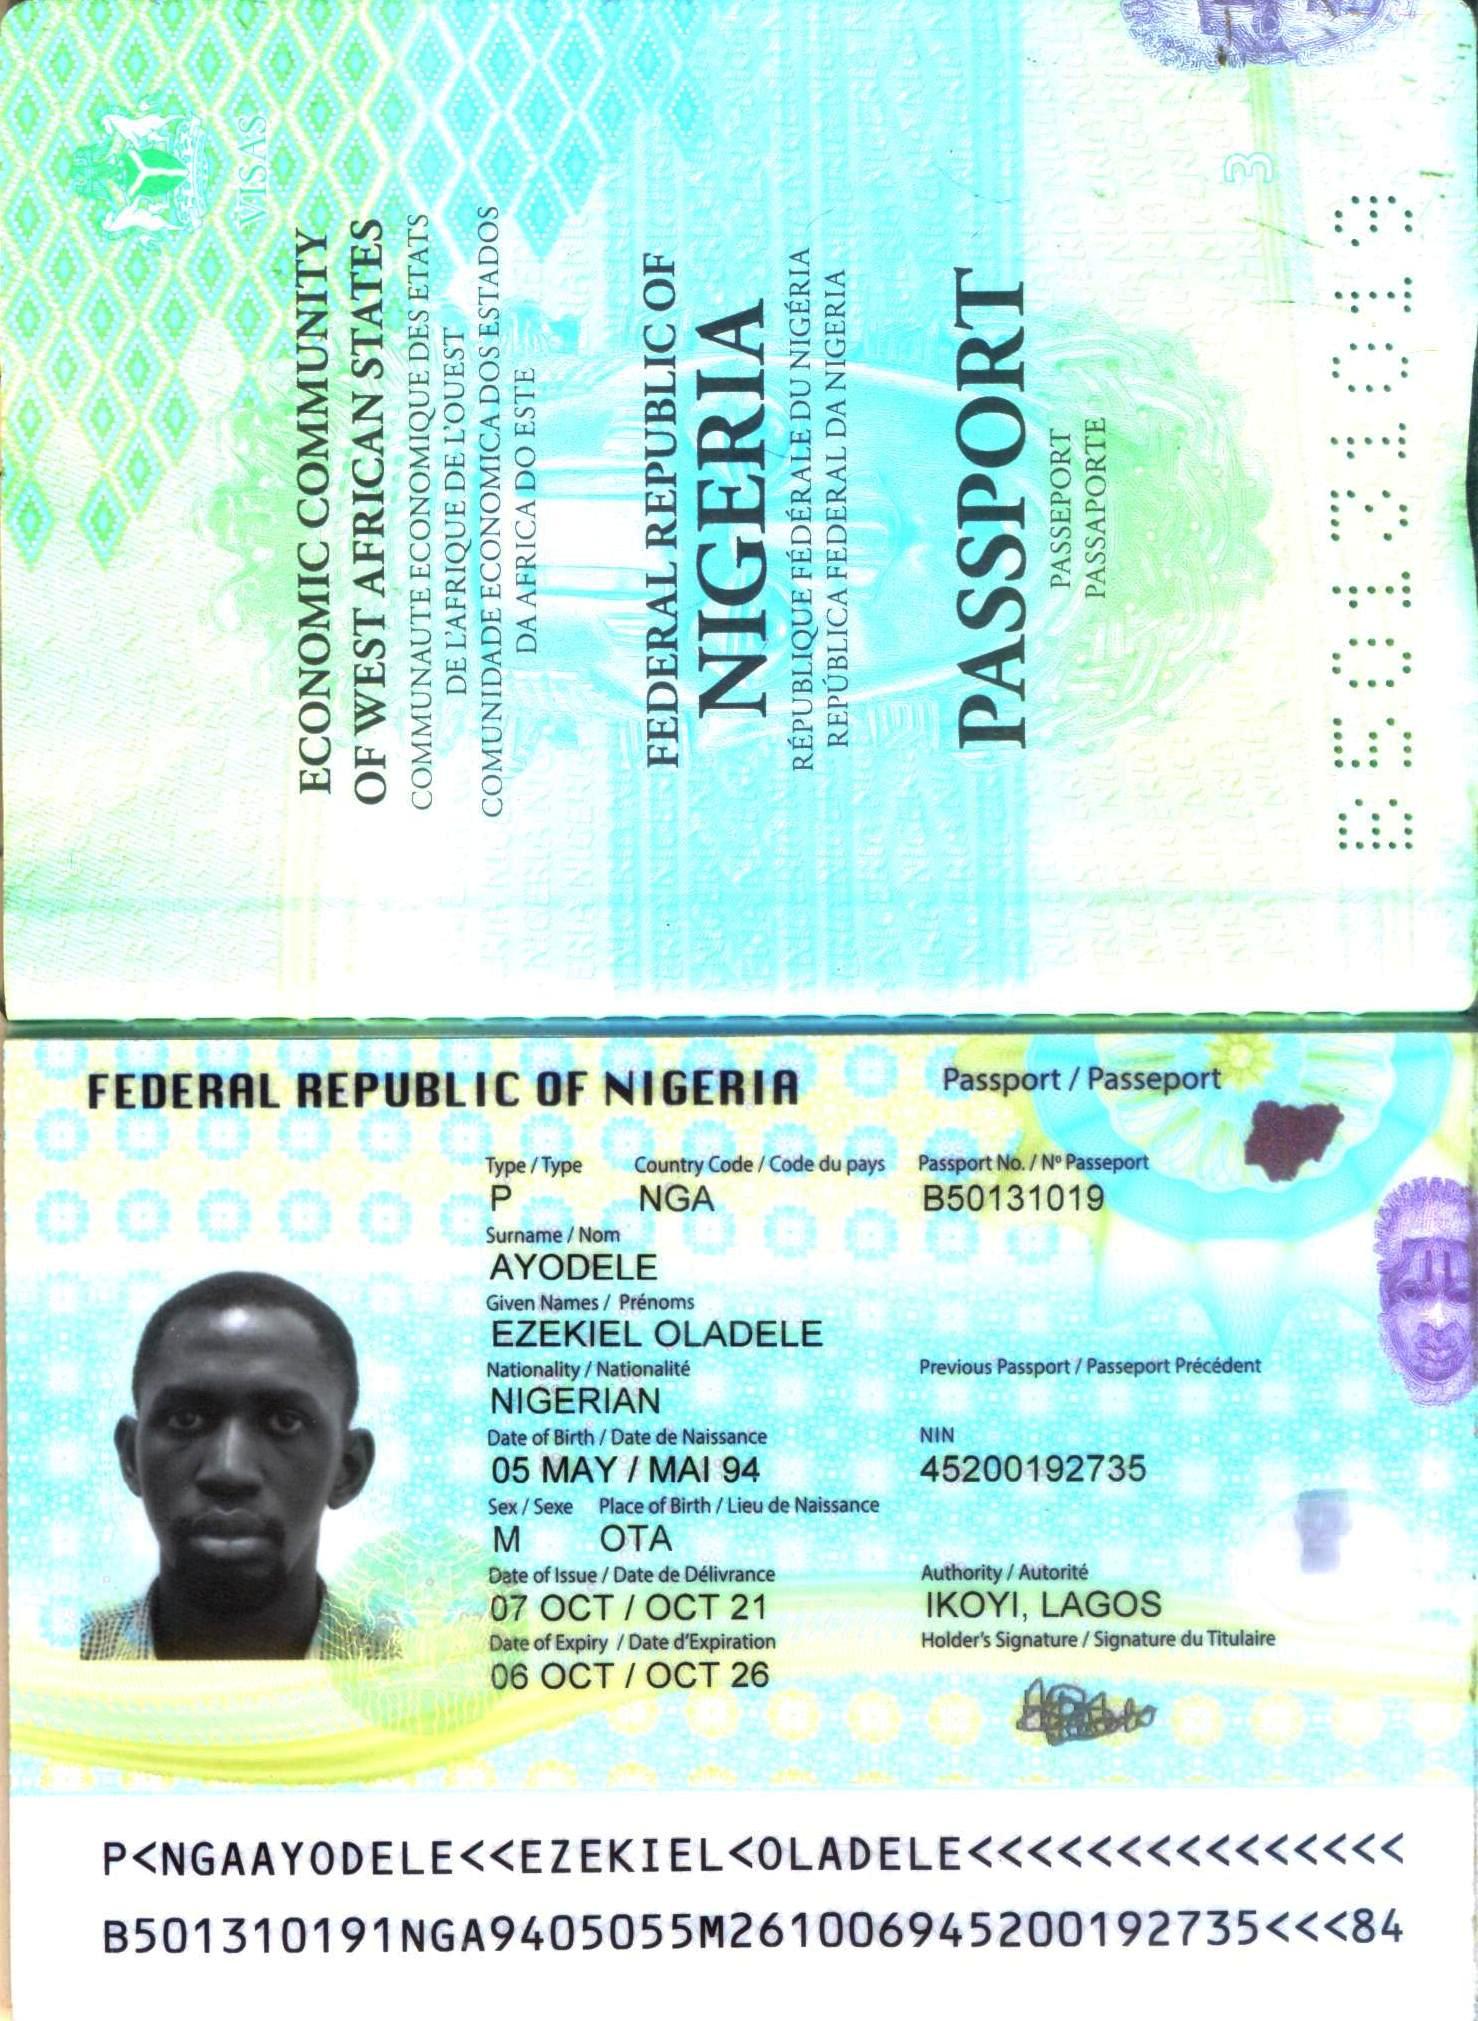 VISAS
ECONOMIC COMMUNITY
OF WEST AFRICAN STATES
COMMUNAUTE ECONOMIQUE DES ETATS
DE L'AFRIQUE DE L'OUEST
COMUNIDADE ECONOMICA DOS ESTADOS
DA AFRICA DO ESTE
FEDERAL REPUBLIC OF
NIGERIA
RÉPUBLIQUE FÉDÉRALE DU NIGÉRIA
REPÚBLICA FEDERAL DA NIGERIA
PASSPORT
PASSEPORT
PASSAPORTE
3
B50131019
FEDERAL REPUBLIC OF NIGERIA Passport / Passeport
Type / Type Country Code / Code du pays Passport No. / Nº Passeport
P NGA B50131019
Surname / Nom
AYODELE
Given Names / Prénoms
EZEKIEL OLADELE
Nationality / Nationalité Previous Passport / Passeport Précédent
NIGERIAN
Date of Birth / Date de Naissance NIN
05 MAY / MAI 94 45200192735
Sex / Sexe Place of Birth / Lieu de Naissance
M OTA
Date of Issue / Date de Délivrance Authority / Autorité
07 OCT / OCT 21 IKOYI, LAGOS
Date of Expiry / Date d'Expiration Holder's Signature / Signature du Titulaire
06 OCT / OCT 26
P<NGAAYODELE<<EZEKIEL<OLADELE<<<<<<<<<<<<<<<
B501310191NGA9405055M261006945200192735<<<84